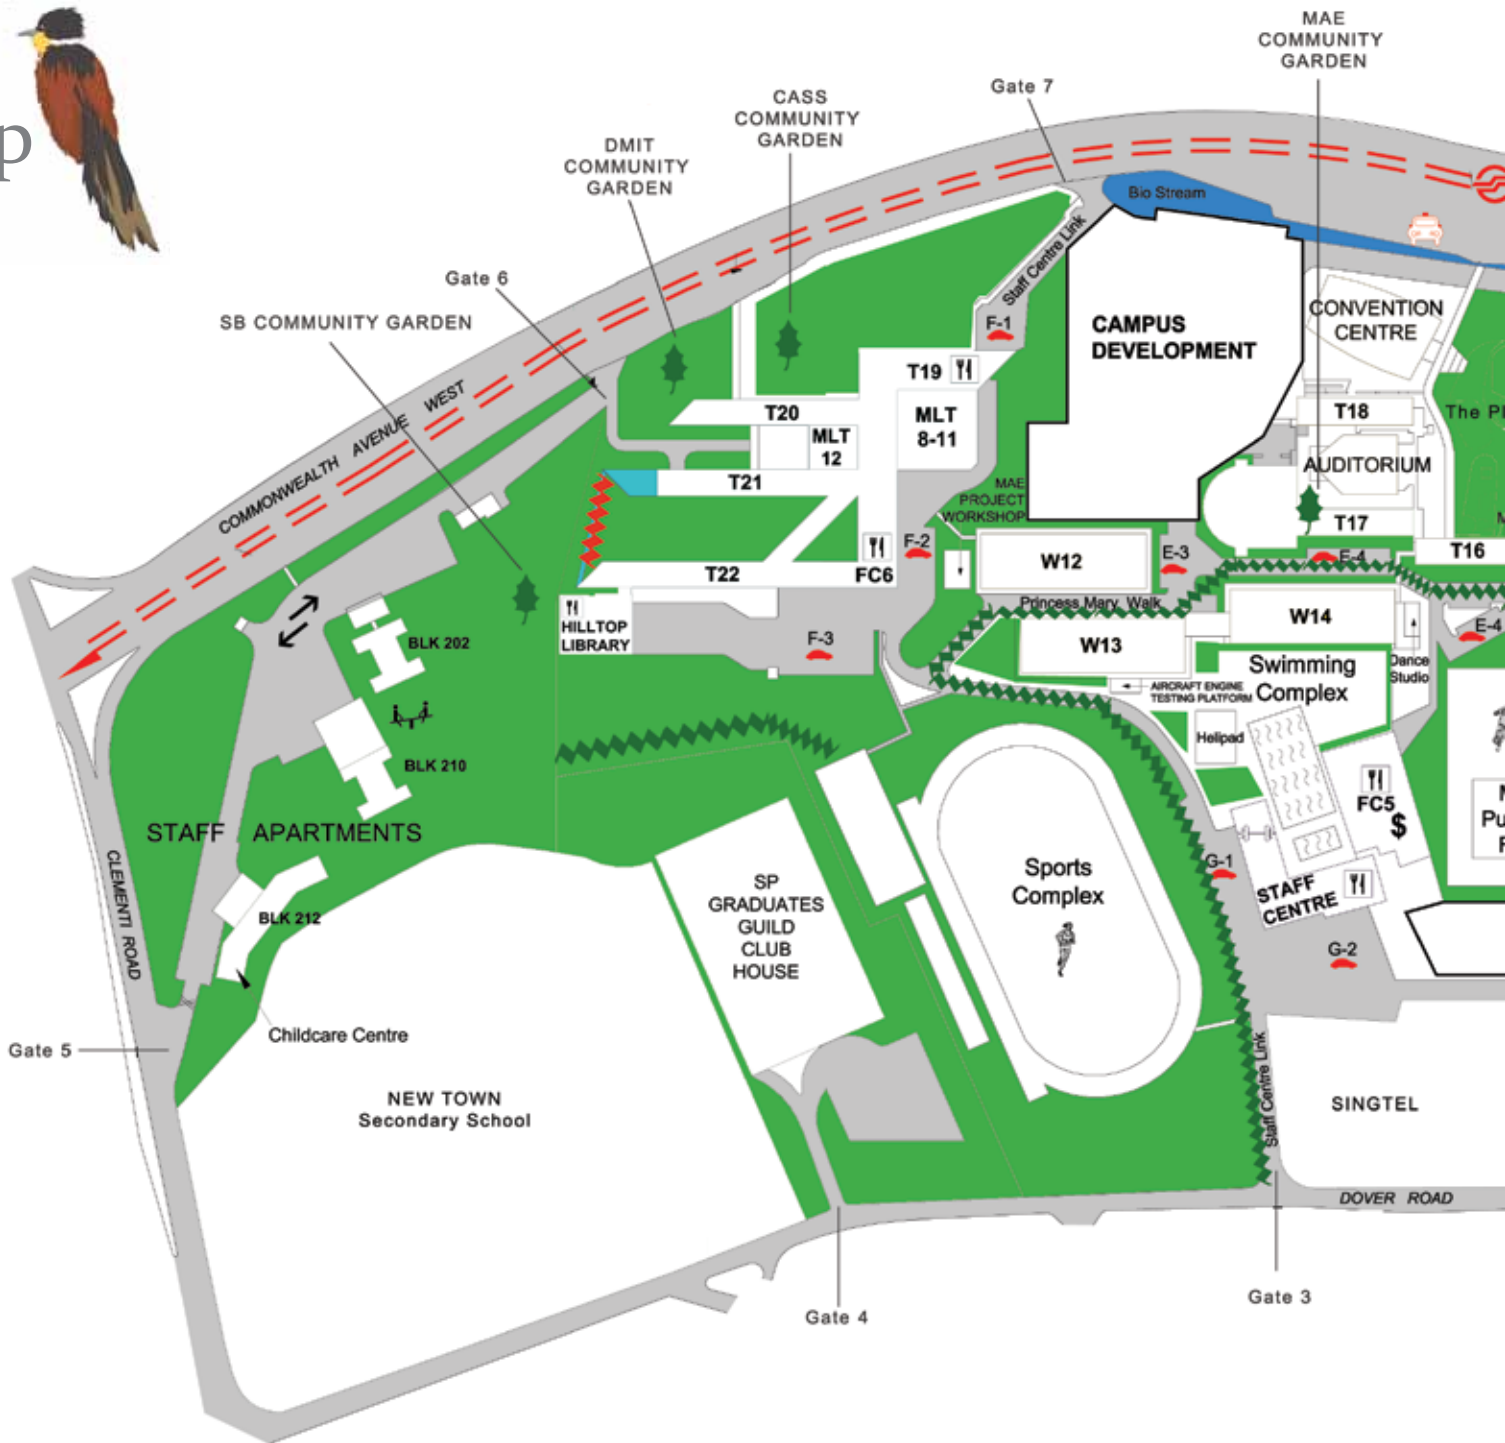 p
MAE
COMMUNITY
GARDEN
Gate 7
CASS
COMMUNITY
GARDEN
DMIT
COMMUNITY
GARDEN
Bio Stream
Staff Centre Link
Gate 6
SB COMMUNITY GARDEN
F-1
CAMPUS
DEVELOPMENT
CONVENTION
CENTRE
T19
COMMONWEALTH AVENUE WEST
T20
MLT
8-11
T18
The Pl
MLT
12
AUDITORIUM
T21
MAE
PROJECT
WORKSHOP
T17
M
F-2
E-3
E-4
T16
W12
T22
FC6
Princess Mary Walk
HILLTOP
LIBRARY
W14
E-4
BLK 202
F-3
W13
Swimming
Complex
Dance
Studio
AIRCRAFT ENGINE
TESTING PLATFORM
Helipad
BLK 210
FC5
$
M
Pu
F
STAFF APARTMENTS
CLEMENTI ROAD
SP
GRADUATES
GUILD
CLUB
HOUSE
Sports
Complex
G-1
STAFF
CENTRE
BLK 212
G-2
Childcare Centre
Gate 5
Staff Centre Link
NEW TOWN
Secondary School
SINGTEL
DOVER ROAD
Gate 3
Gate 4